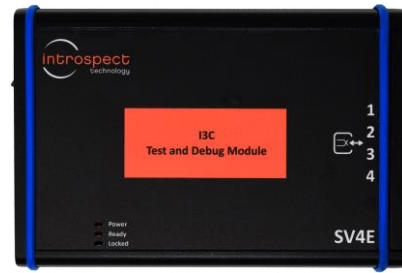 introspect
technology
I3C
Test and Debug Module
1
2
3
4
Power
Ready
Locked
SV4E